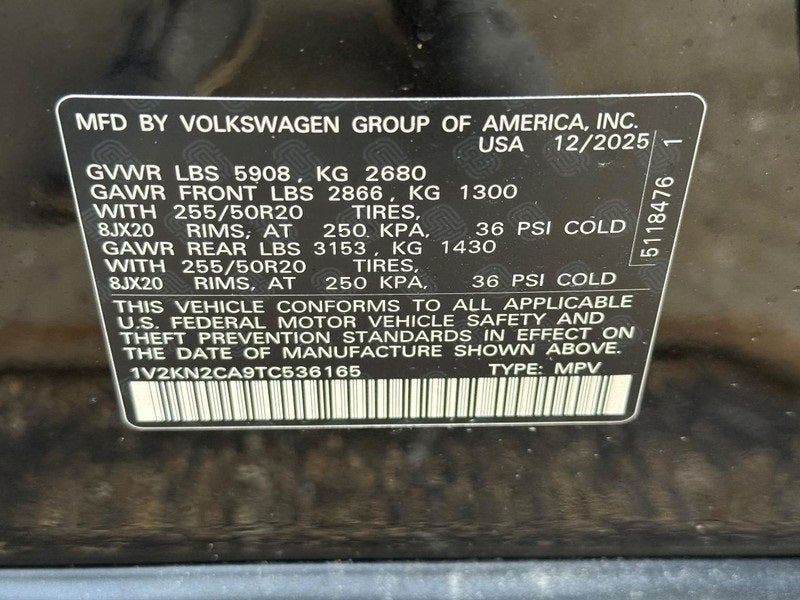 MFD BY VOLKSWAGEN GROUP OF AMERICA, INC.
USA 12/2025
GVWR LBS 5908, KG 2680
GAWR FRONT LBS 2866, KG 1300
WITH 255/50R20 TIRES,
8JX20 RIMS, AT 250 KPA, 36 PSI COLD
GAWR REAR LBS 3153, KG 1430
WITH 255/50R20 TIRES,
8JX20 RIMS, AT 250 KPA, 36 PSI COLD
THIS VEHICLE CONFORMS TO ALL APPLICABLE
U.S. FEDERAL MOTOR VEHICLE SAFETY AND
THEFT PREVENTION STANDARDS IN EFFECT ON
THE DATE OF MANUFACTURE SHOWN ABOVE.
1V2KN2CA9TC536165 TYPE: MPV
5118476 1